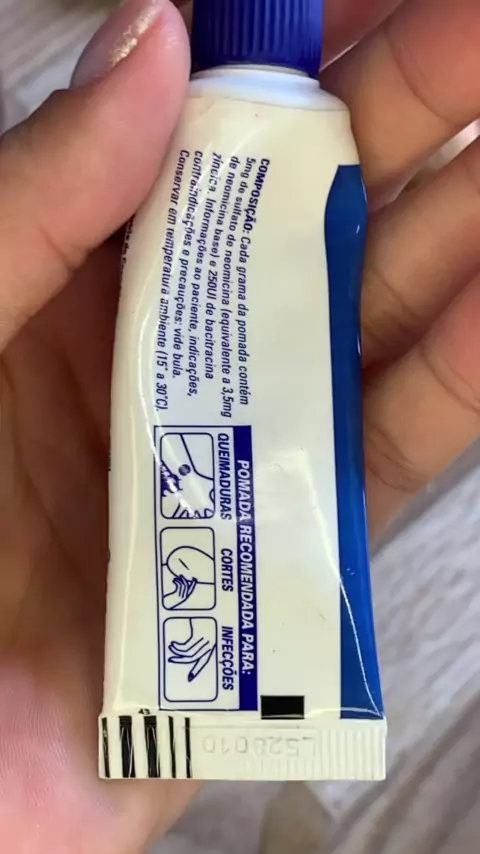 COMPOSIÇÃO: Cada grama da pomada contém
5mg de sulfato de neomicina (equivalente a 3,5mg
de neomicina base) e 250UI de bacitracina
zíncica. Informações ao paciente, indicações,
contraindicações e precauções: vide bula.
Conservar em temperatura ambiente (15° a 30°C).
POMADA RECOMENDADA PARA:
QUEIMADURAS
CORTES
INFECÇÕES
43
L528010